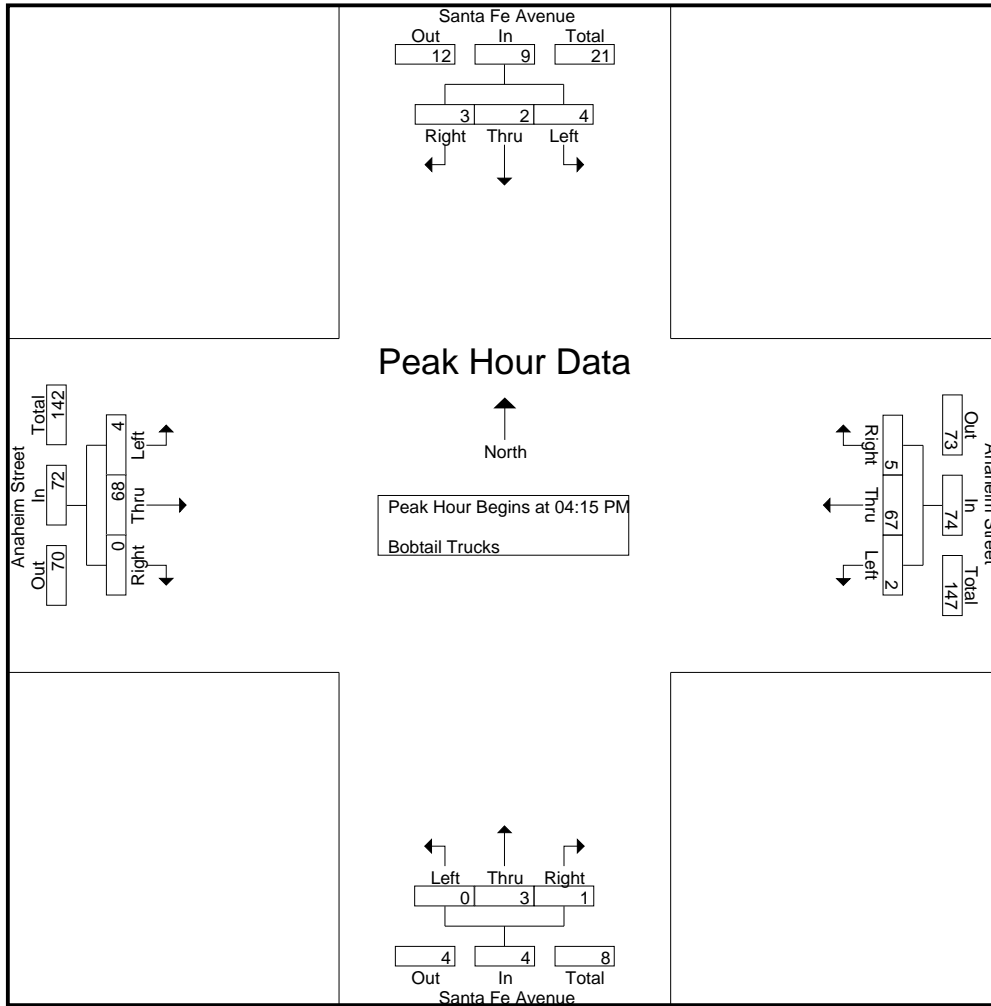 Santa Fe Avenue
Out In Total
12 9 21
3 2 4
Right Thru Left
Peak Hour Data
North
Peak Hour Begins at 04:15 PM
Bobtail Trucks
Anaheim Street
Total In Out
142 72 70
4 68 0
Left Thru Right
Anaheim Street
Out In Total
73 74 147
5 67 2
Right Thru Left
Left Thru Right
0 3 1
4 4 8
Out In Total
Santa Fe Avenue